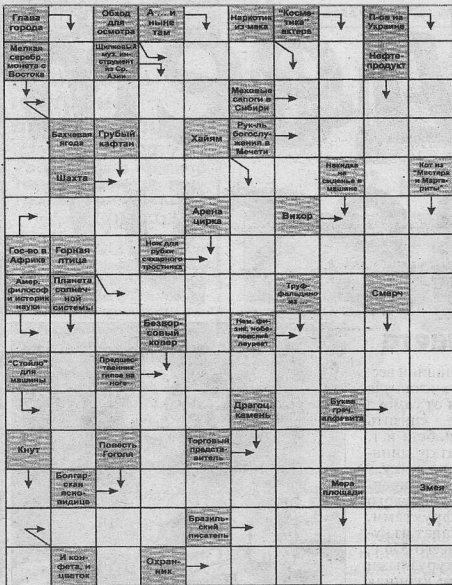 Глава
города
Обход
для
осмотра
А ... и
ныне
там
Наркотик
из мака
"Косме-
тика"
актера
П-ов на
Украине
Мелкая
серебр.
монета с
Востока
Щипковый
муз. ин-
струмент
из Ср.
Азии
Нефте-
продукт
Меховые
сапоги в
Сибири
Бахчевая
ягода
Грубый
кафтан
Хайям
Рук-ль
богослу-
жения в
Мечети
Шахта
Накидка
на
сиденье в
машине
Кот из
"Мастера
и Марга-
риты"
Арена
цирка
Вихор
Гос-во в
Африке
Горная
птица
Нож для
рубки
сахарного
тростника
Амер.
философ
и историк
науки
Планета
солнеч-
ной
системы
Труф-
фальдино
из ...
Смерч
Безвор-
совый
ковер
Нем. фи-
зик, нобе-
левский
лауреат
"Стойло"
для
машины
Предшес-
твенник
гипса на
ноге
Драгоц.
камень
Буква
греч.
алфавита
Кнут
Повесть
Гоголя
Торговый
предста-
витель
Болгар-
ская
ясно-
видица
Мера
площади
Змея
Бразиль-
ский
писатель
И кон-
фета, и
цветок
Охран-
ник